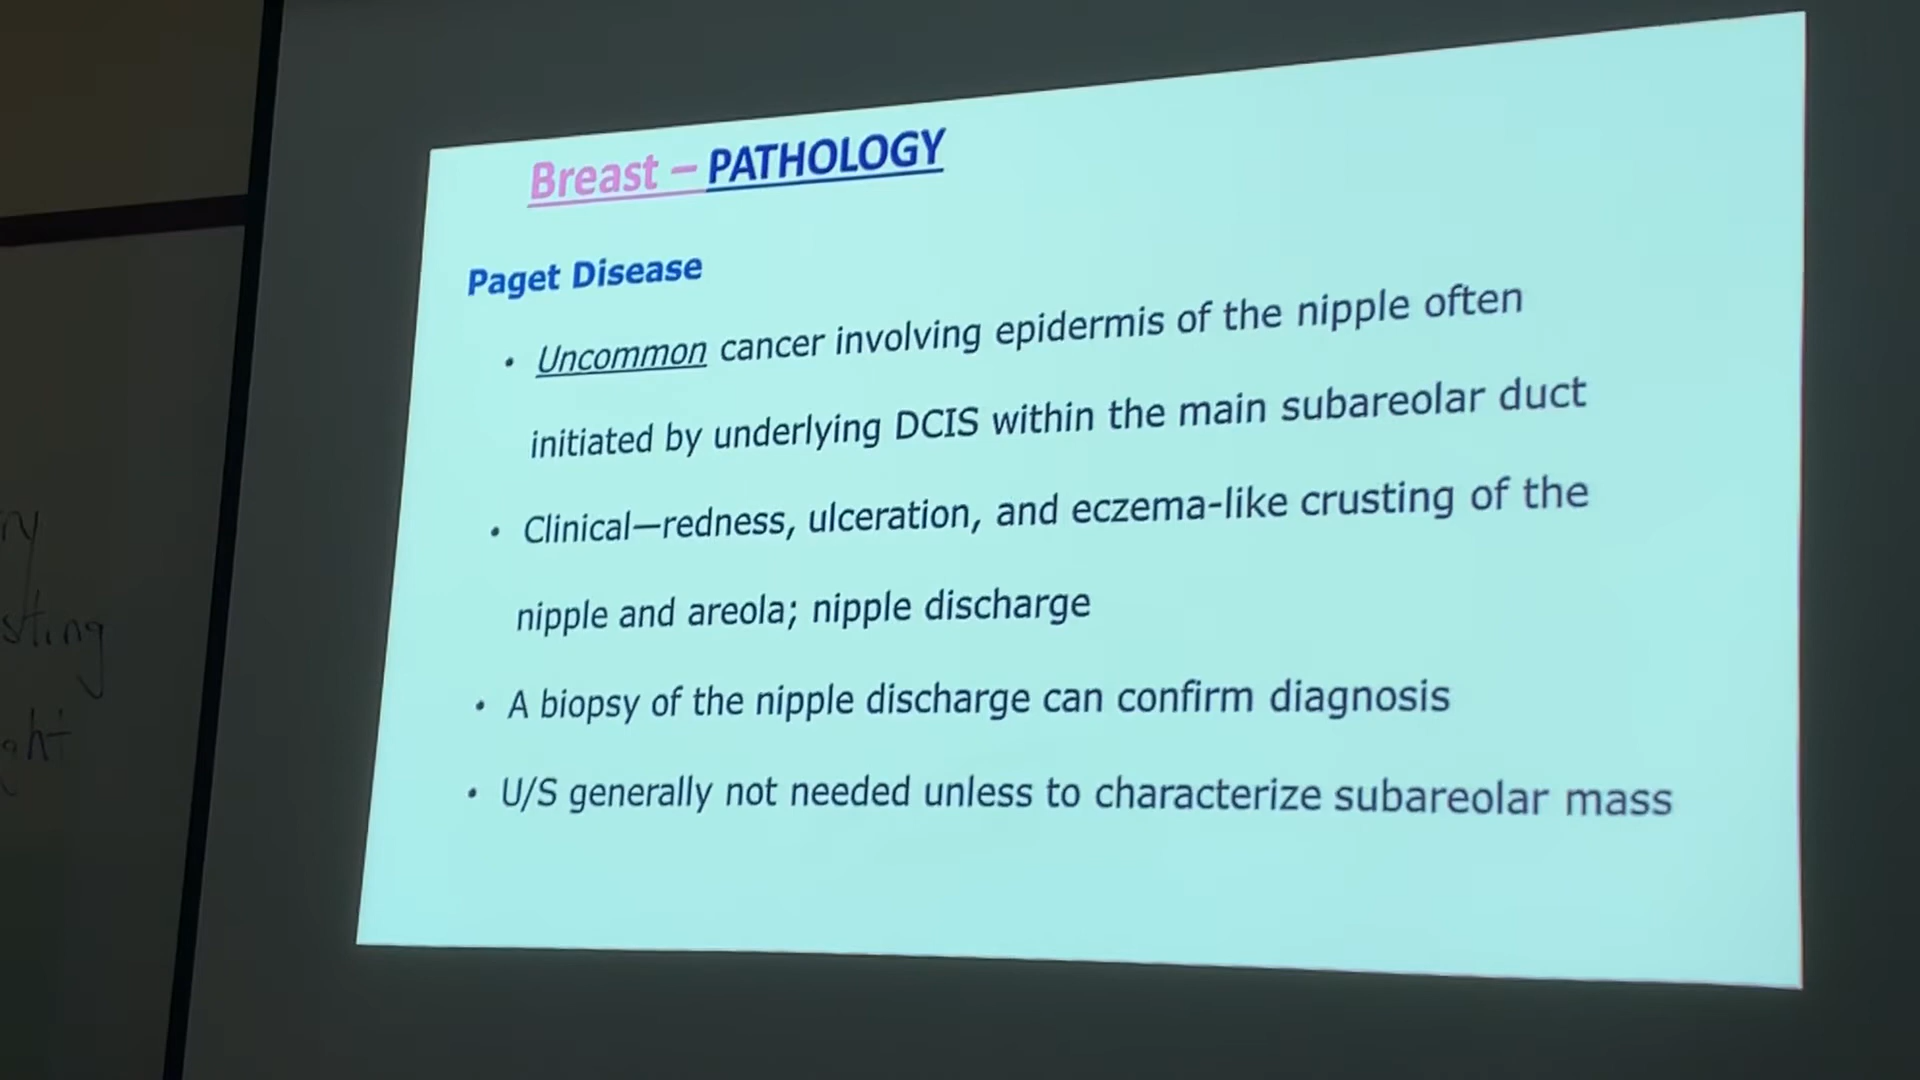 Breast – PATHOLOGY
Paget Disease
• Uncommon cancer involving epidermis of the nipple often
initiated by underlying DCIS within the main subareolar duct
• Clinical—redness, ulceration, and eczema-like crusting of the
nipple and areola; nipple discharge
• A biopsy of the nipple discharge can confirm diagnosis
• U/S generally not needed unless to characterize subareolar mass